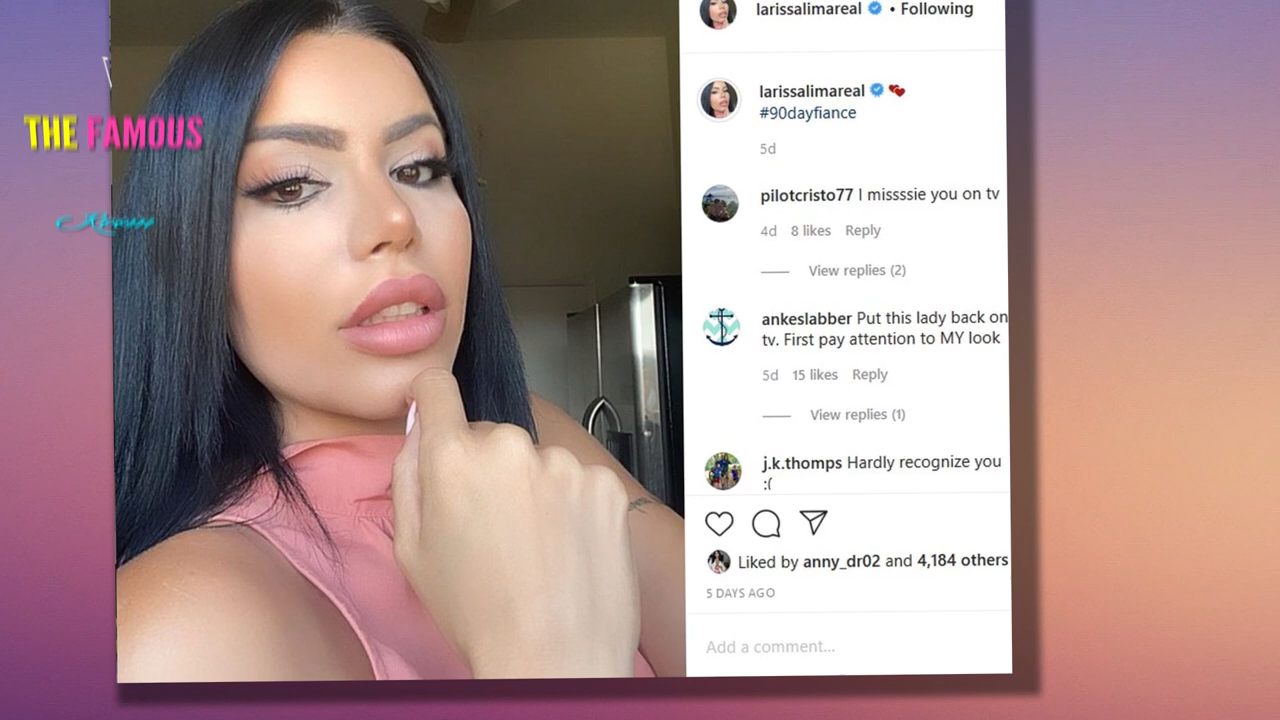 larissalimareal • Following
THE FAMOUS
larissalimareal
#90dayfiance
5d
pilotcristo77 I missssie you on tv
4d 8 likes Reply
View replies (2)
ankeslabber Put this lady back on
tv. First pay attention to MY look
5d 15 likes Reply
View replies (1)
j.k.thomps Hardly recognize you
:(
Liked by anny_dr02 and 4,184 others
5 DAYS AGO
Add a comment...